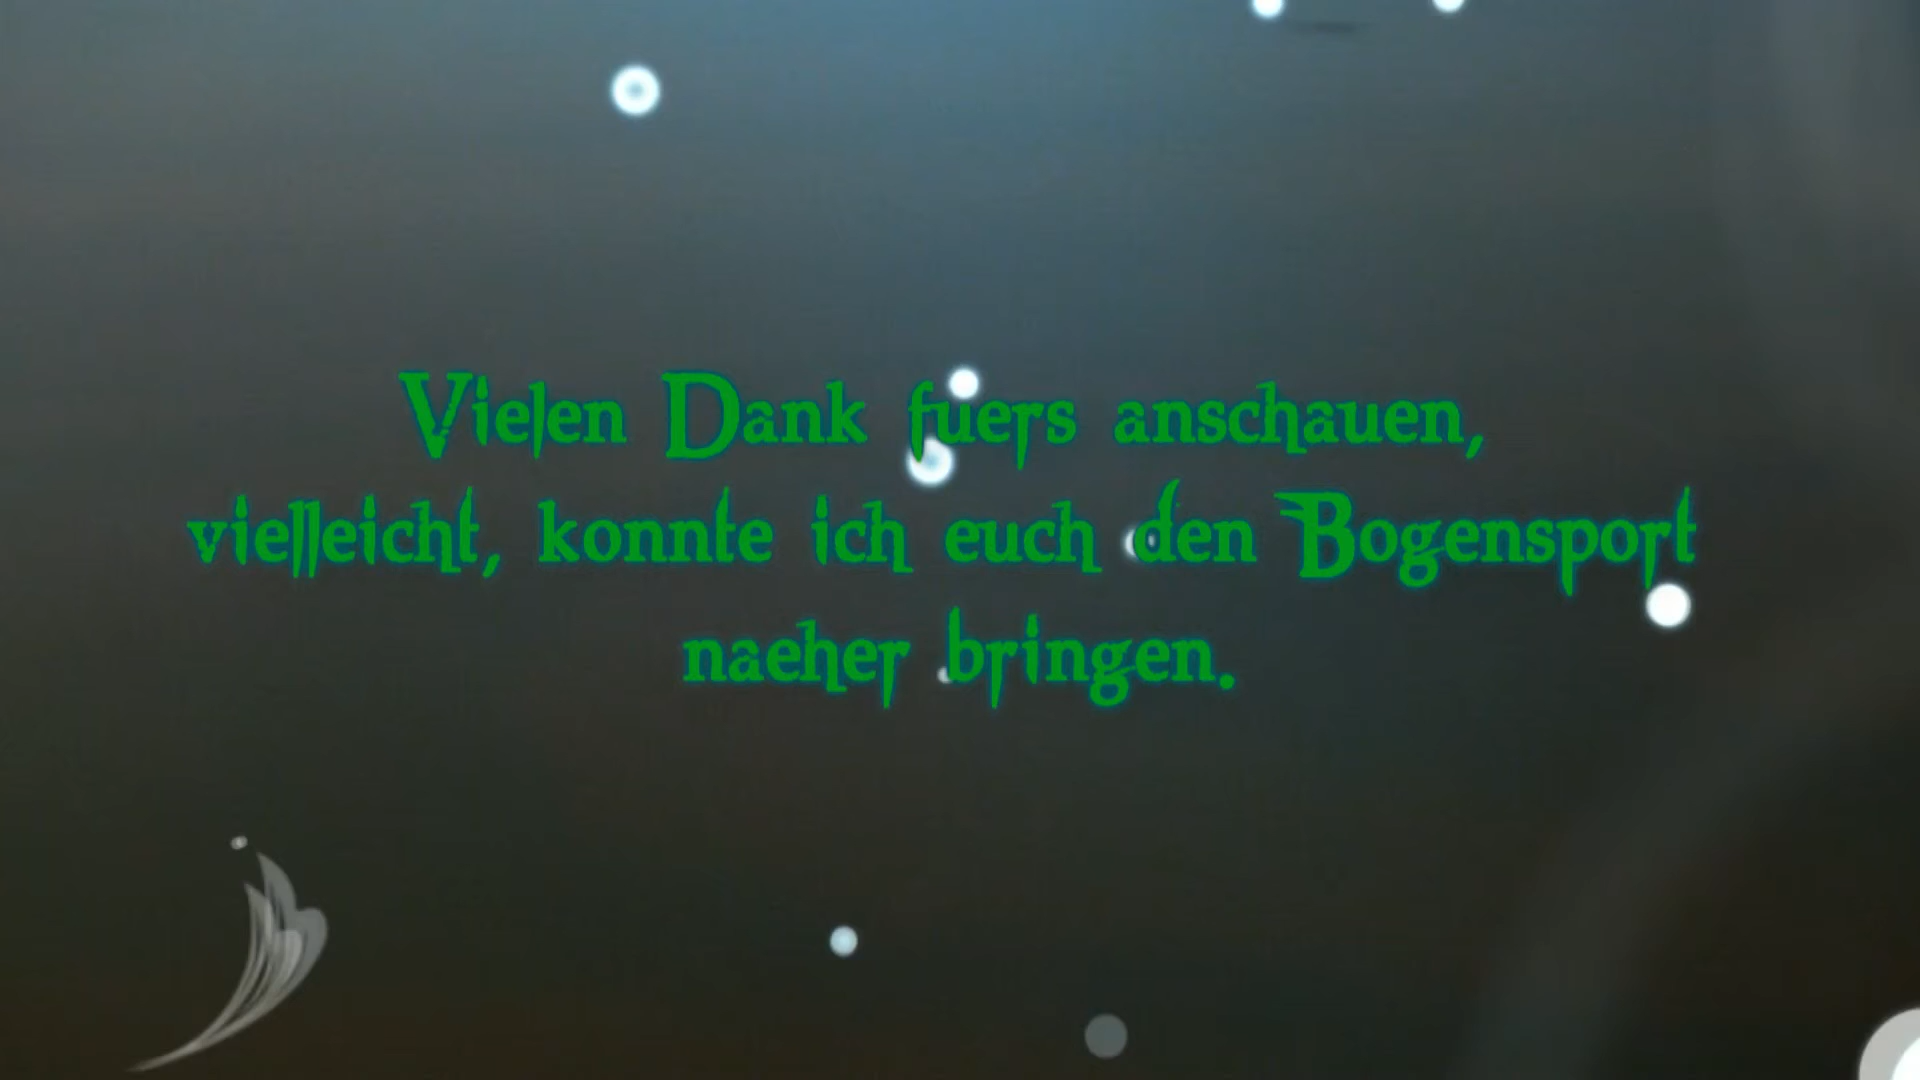 Vielen Dank fuers anschauen,
vielleicht, konnte ich euch den Bogensport
naeher bringen.